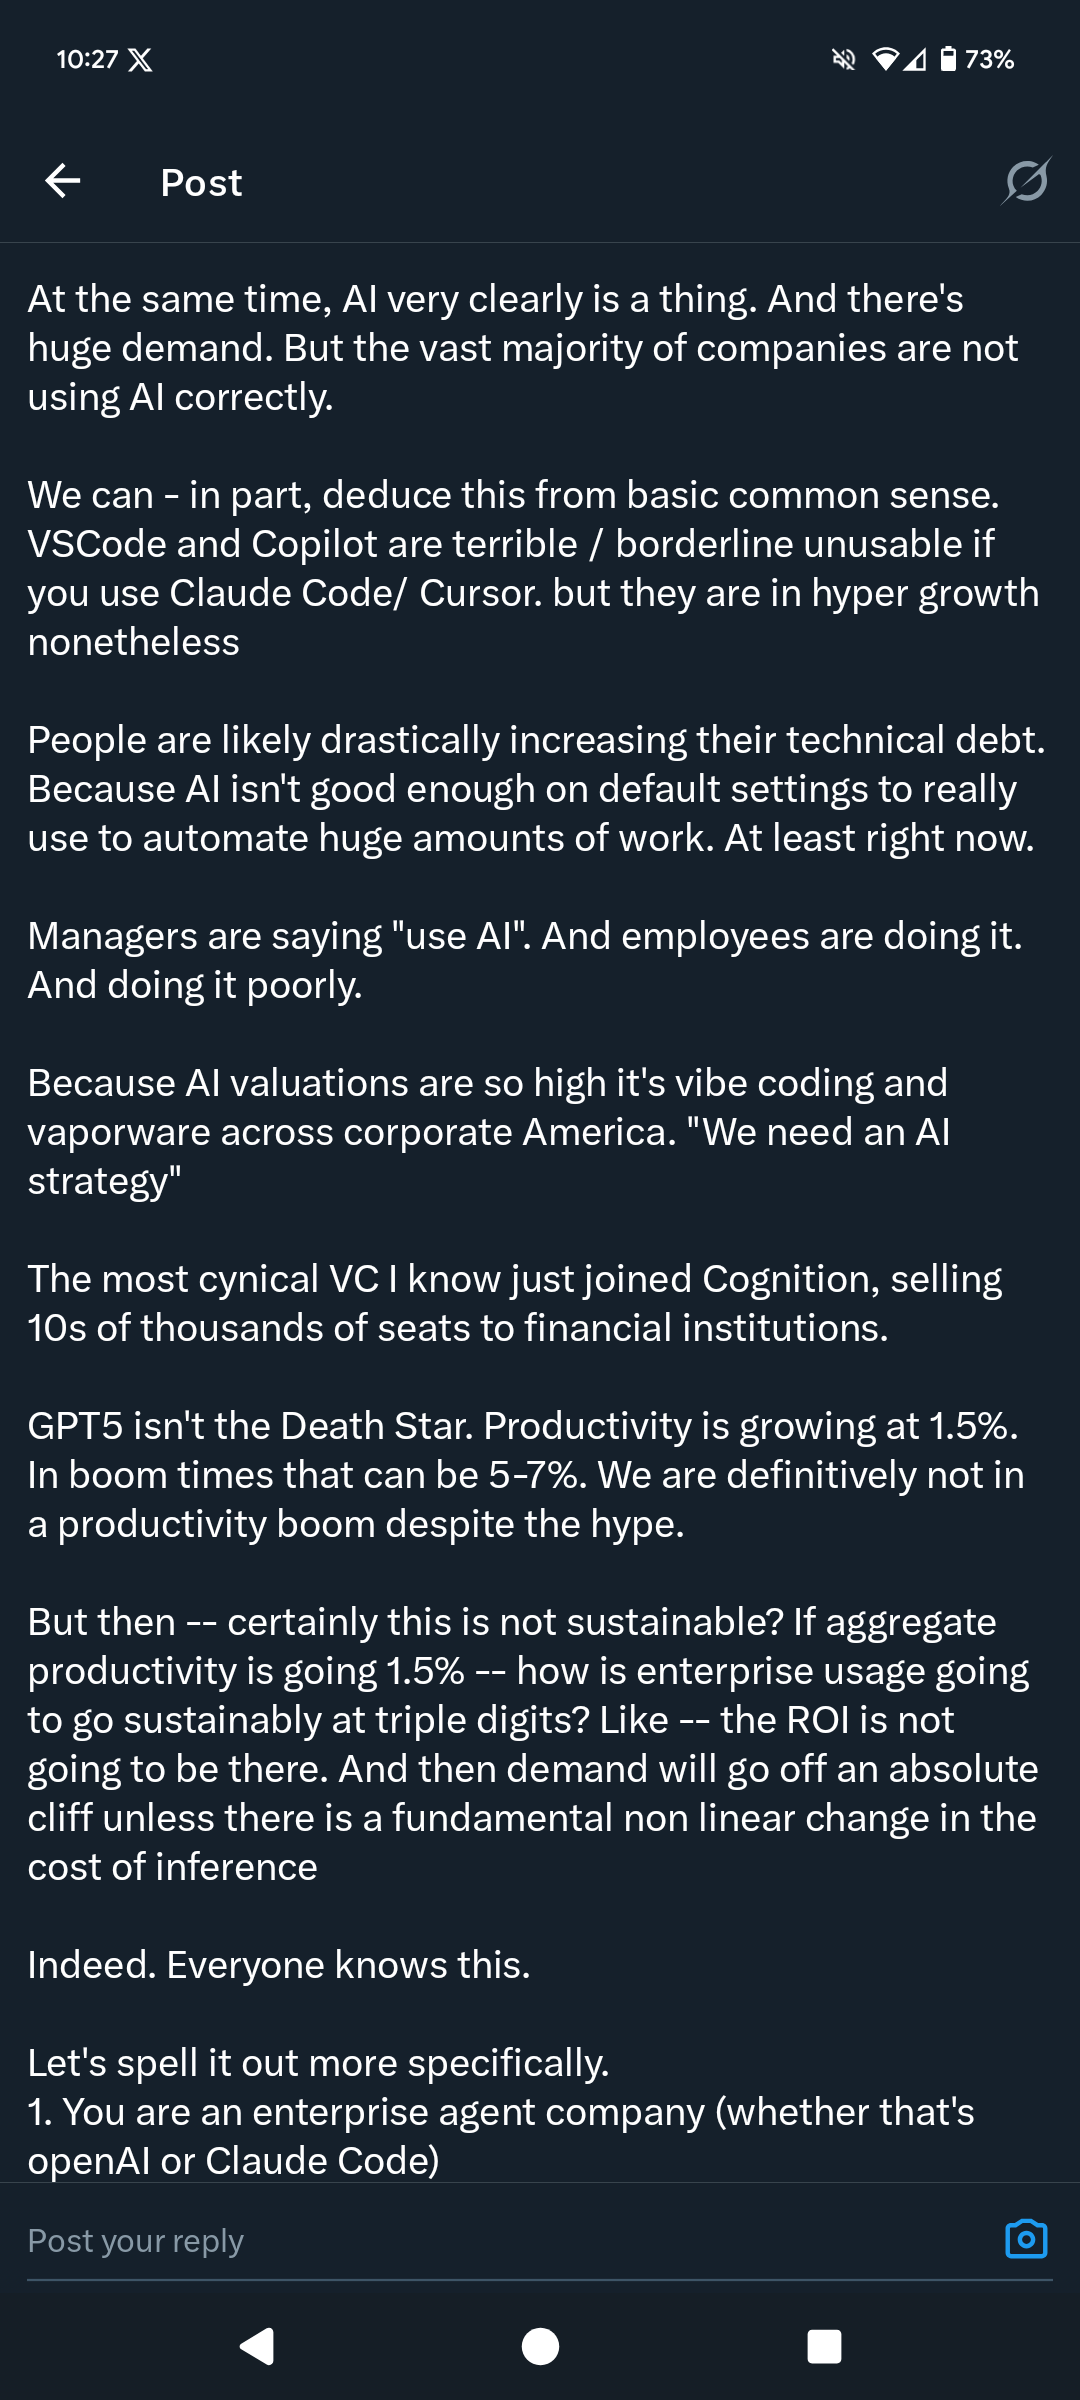 10:27
73%
Post
At the same time, AI very clearly is a thing. And there's
huge demand. But the vast majority of companies are not
using AI correctly.
We can - in part, deduce this from basic common sense.
VSCode and Copilot are terrible / borderline unusable if
you use Claude Code/ Cursor. but they are in hyper growth
nonetheless
People are likely drastically increasing their technical debt.
Because AI isn't good enough on default settings to really
use to automate huge amounts of work. At least right now.
Managers are saying "use AI". And employees are doing it.
And doing it poorly.
Because AI valuations are so high it's vibe coding and
vaporware across corporate America. "We need an AI
strategy"
The most cynical VC I know just joined Cognition, selling
10s of thousands of seats to financial institutions.
GPT5 isn't the Death Star. Productivity is growing at 1.5%.
In boom times that can be 5-7%. We are definitively not in
a productivity boom despite the hype.
But then -- certainly this is not sustainable? If aggregate
productivity is going 1.5% -- how is enterprise usage going
to go sustainably at triple digits? Like -- the ROI is not
going to be there. And then demand will go off an absolute
cliff unless there is a fundamental non linear change in the
cost of inference
Indeed. Everyone knows this.
Let's spell it out more specifically.
1. You are an enterprise agent company (whether that's
openAI or Claude Code)
Post your reply